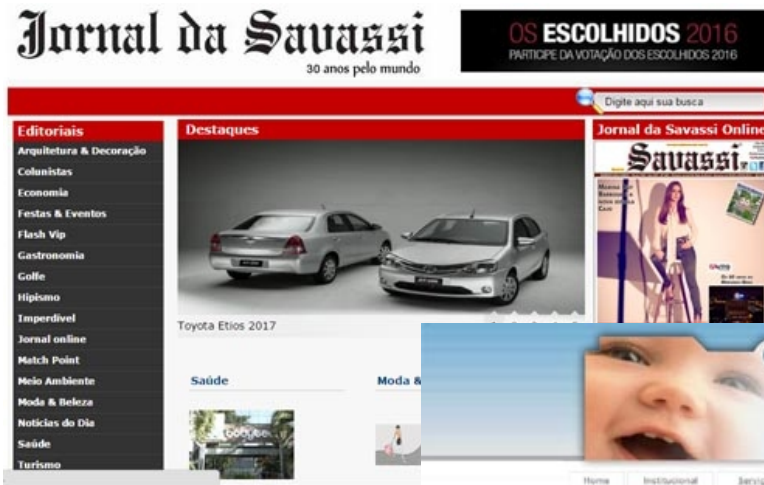 Jornal da Savassi
30 anos pelo mundo
OS ESCOLHIDOS 2016
PARTICIPE DA VOTAÇÃO DOS ESCOLHIDOS 2016
Digite aqui sua busca
Editoriais
Arquitetura & Decoração
Colunistas
Economia
Festas & Eventos
Flash Vip
Gastronomia
Golfe
Hipismo
Imperdível
Jornal online
Match Point
Meio Ambiente
Moda & Beleza
Notícias do Dia
Saúde
Turismo
Destaques
Toyota Etios 2017
Saúde
Moda &
Jornal da Savassi Online
Savassi
Home
Institucional